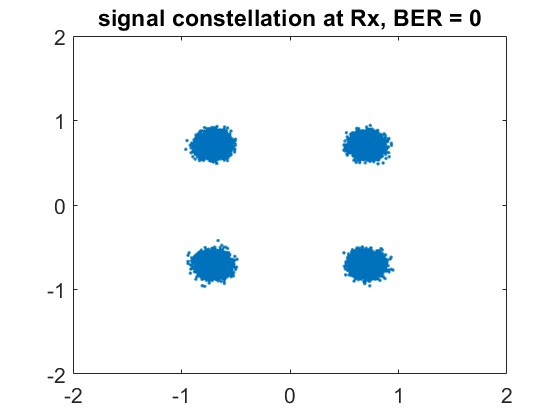 signal constellation at Rx, BER = 0
2
1
0
-1
-2
-2 -1 0 1 2